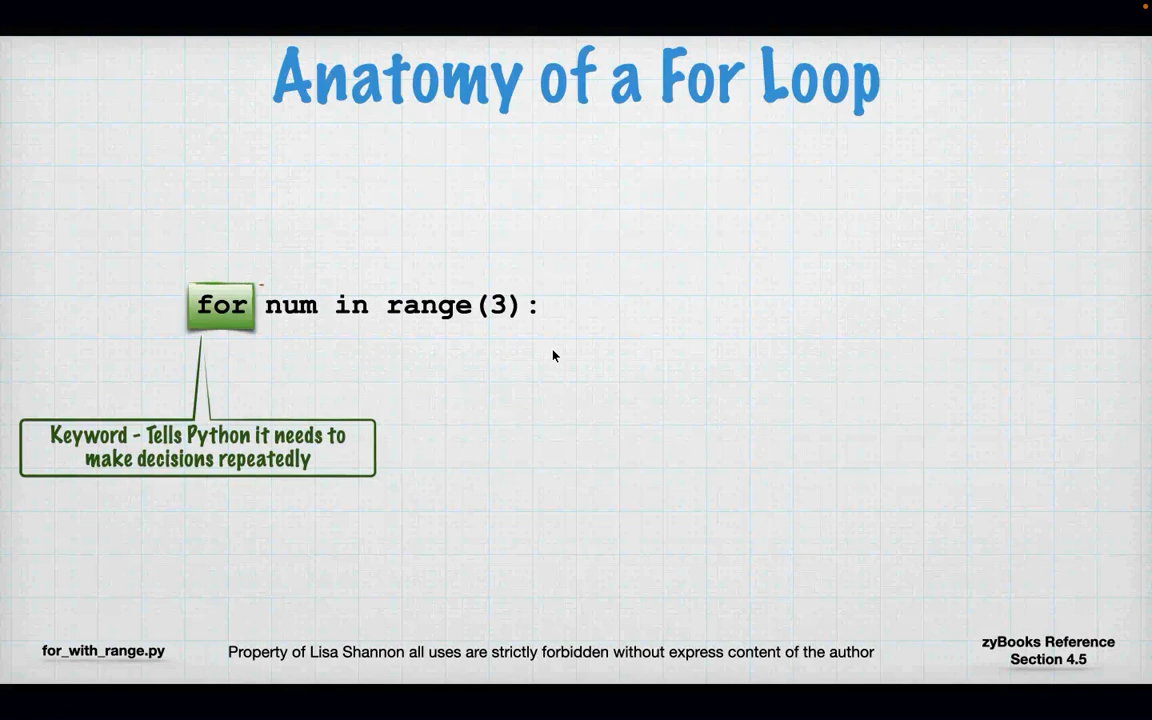 Anatomy of a For Loop
for num in range(3):
Keyword - Tells Python it needs to
make decisions repeatedly
for_with_range.py
Property of Lisa Shannon all uses are strictly forbidden without express content of the author
zyBooks Reference
Section 4.5